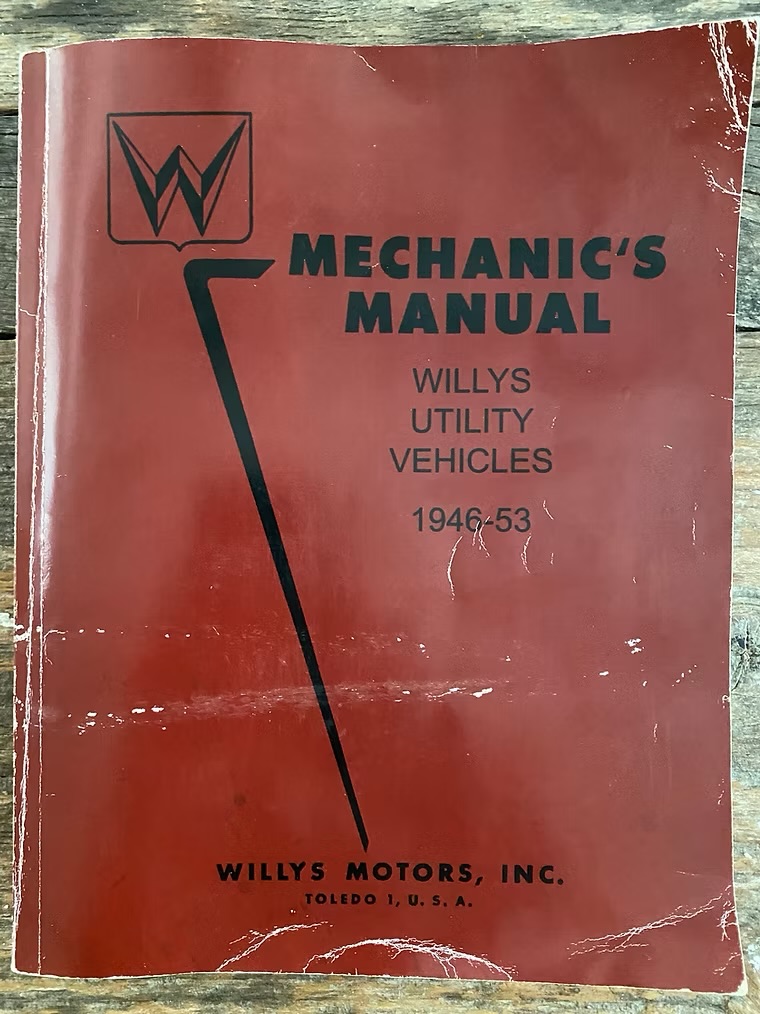 W
MECHANIC'S
MANUAL
WILLYS
UTILITY
VEHICLES
1946-53
WILLYS MOTORS, INC.
TOLEDO 1, U. S. A.